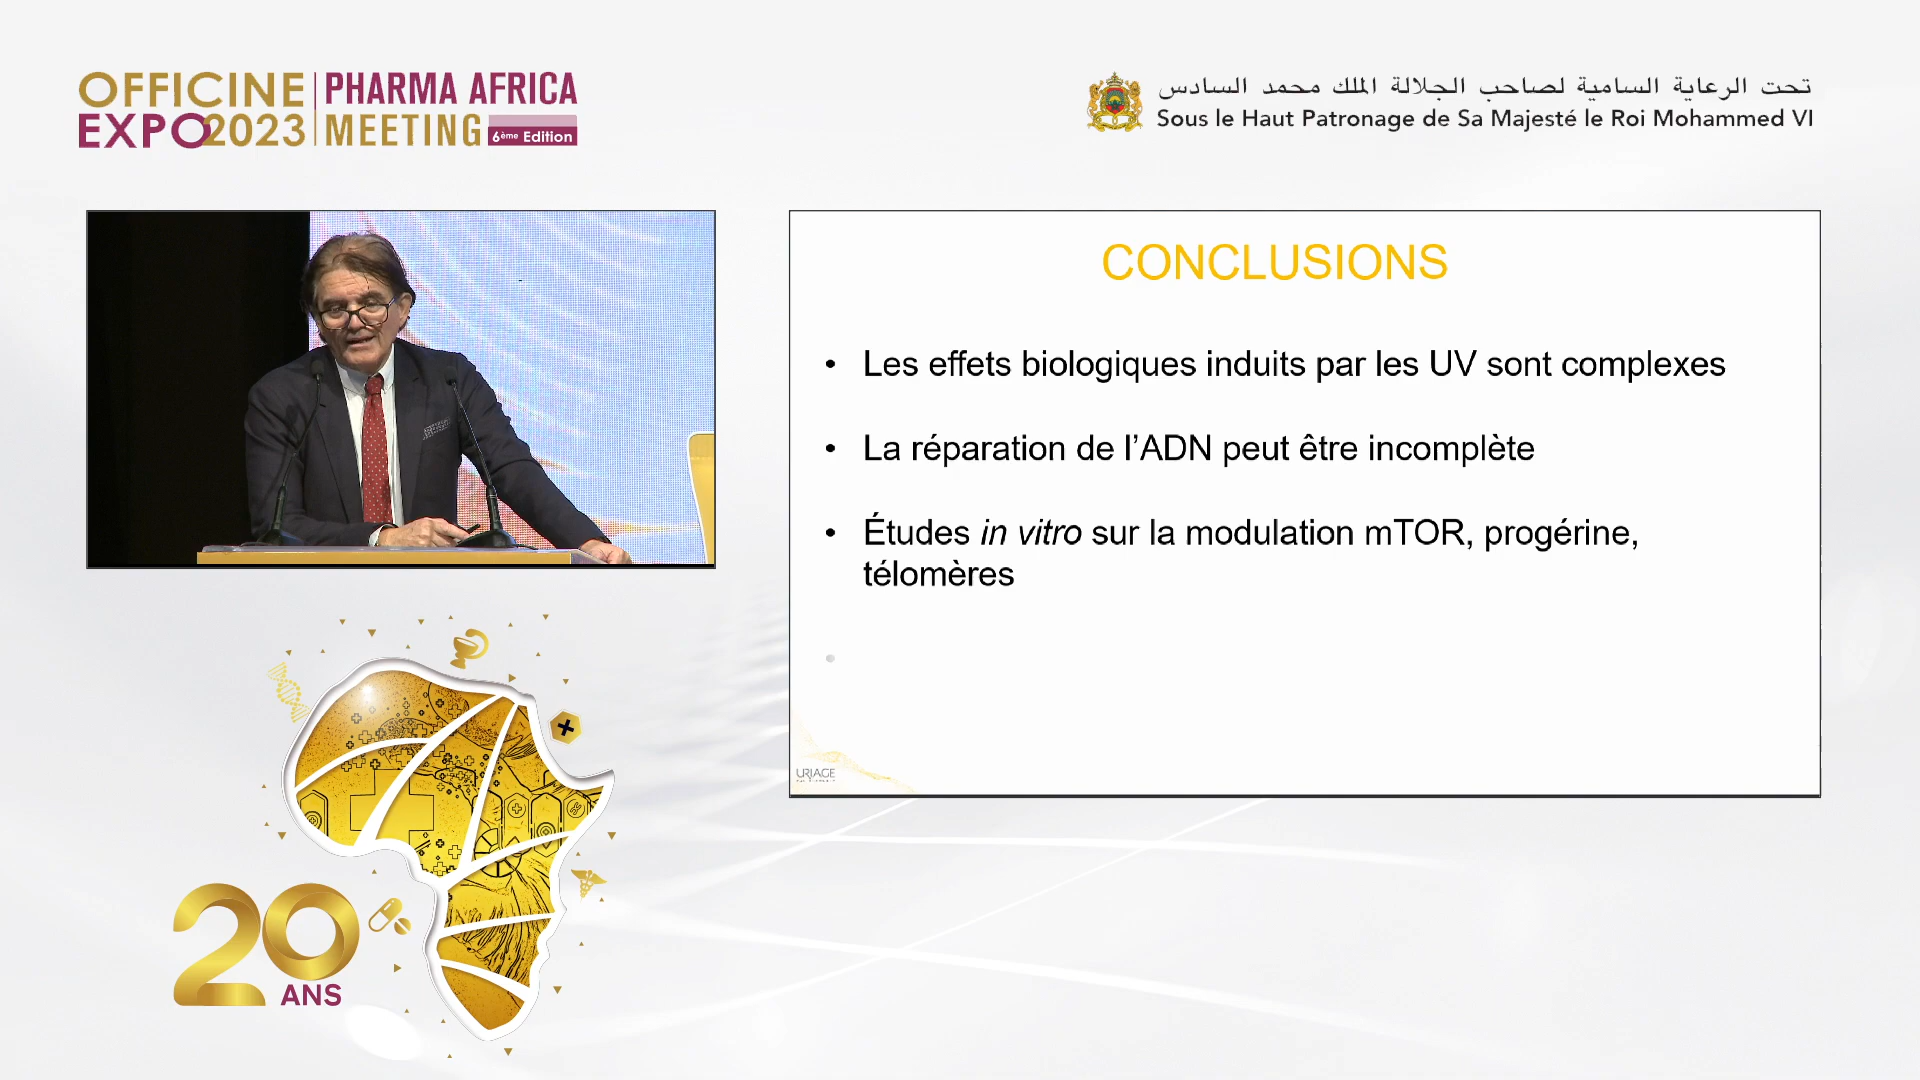 OFFICINE
EXPO2023
PHARMA AFRICA
MEETING
6ème Edition
تحت الرعاية السامية لصاحب الجلالة الملك محمد السادس
Sous le Haut Patronage de Sa Majesté le Roi Mohammed VI
CONCLUSIONS
• Les effets biologiques induits par les UV sont complexes
• La réparation de l’ADN peut être incomplète
• Études in vitro sur la modulation mTOR, progérine,
télomères
•
URIAGE
20
ANS